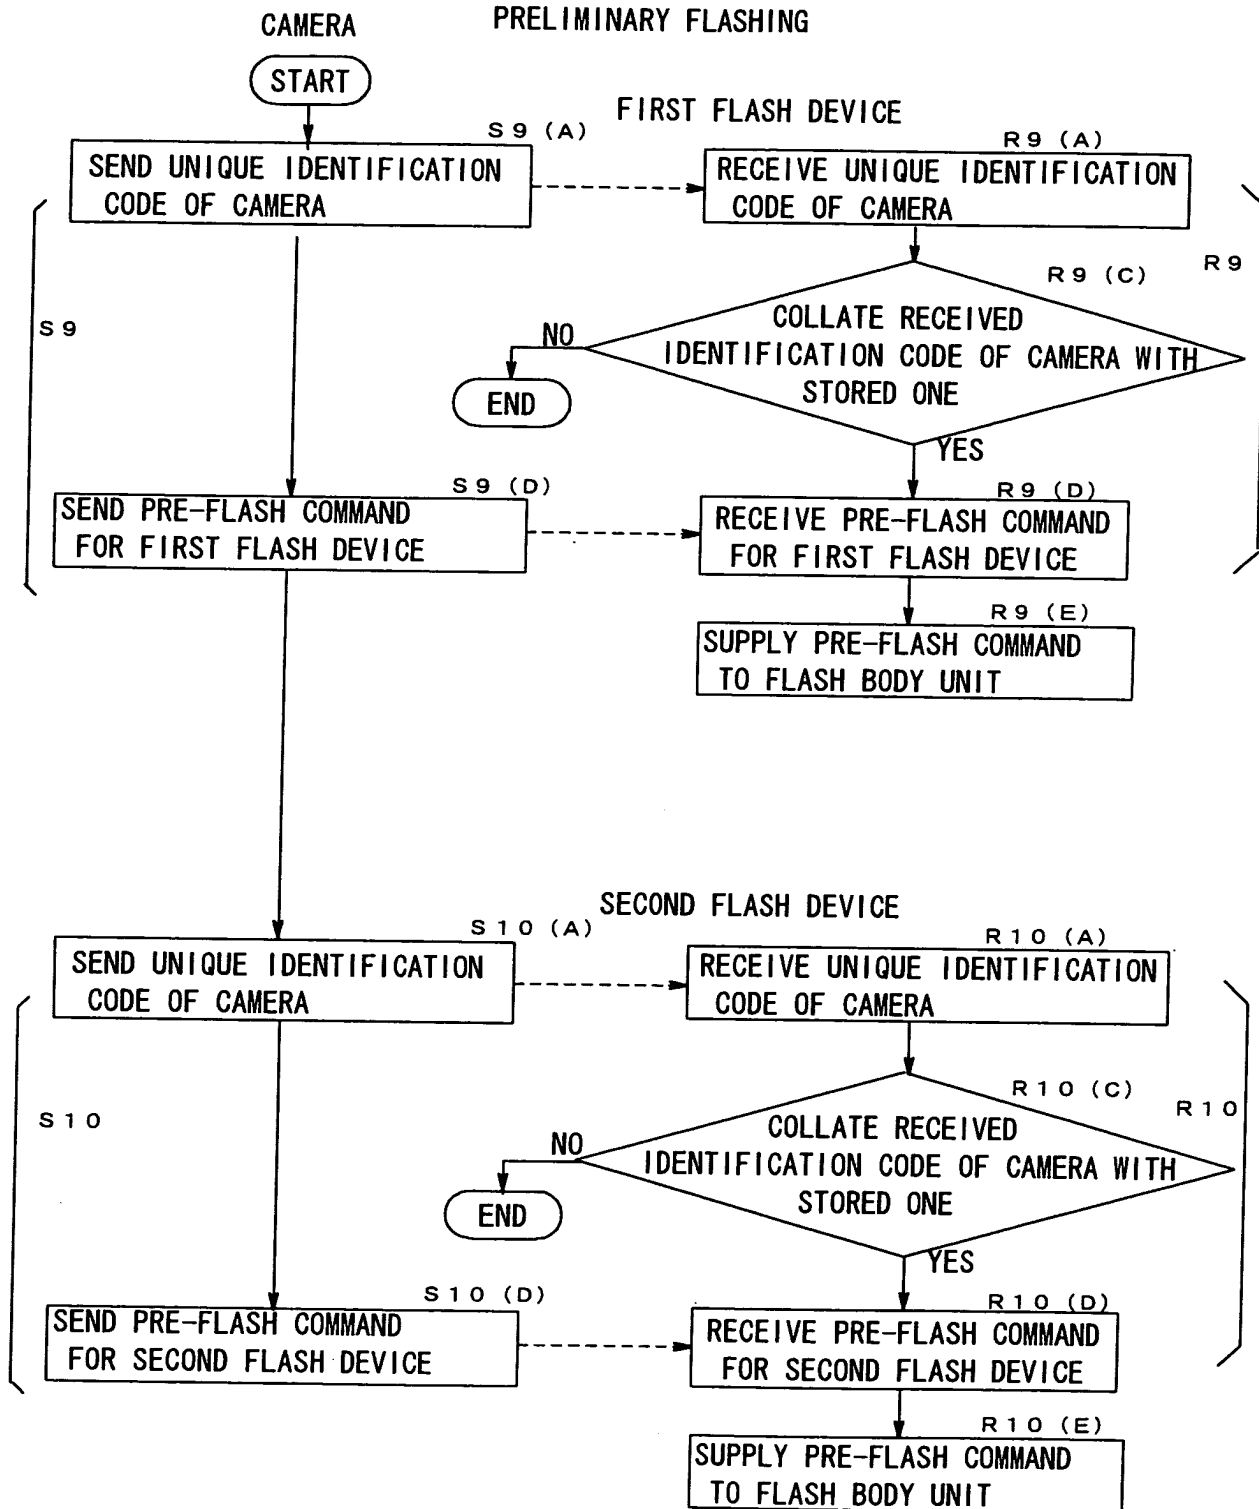 CAMERA
PRELIMINARY FLASHING
START
FIRST FLASH DEVICE
S9 (A)
SEND UNIQUE IDENTIFICATION
CODE OF CAMERA
R9 (A)
RECEIVE UNIQUE IDENTIFICATION
CODE OF CAMERA
R9
R9 (C)
S9
COLLATE RECEIVED
IDENTIFICATION CODE OF CAMERA WITH
STORED ONE
NO
END
YES
S9 (D)
SEND PRE-FLASH COMMAND
FOR FIRST FLASH DEVICE
R9 (D)
RECEIVE PRE-FLASH COMMAND
FOR FIRST FLASH DEVICE
R9 (E)
SUPPLY PRE-FLASH COMMAND
TO FLASH BODY UNIT
SECOND FLASH DEVICE
S10 (A)
SEND UNIQUE IDENTIFICATION
CODE OF CAMERA
R10 (A)
RECEIVE UNIQUE IDENTIFICATION
CODE OF CAMERA
R10 (C)
R10
S10
COLLATE RECEIVED
IDENTIFICATION CODE OF CAMERA WITH
STORED ONE
NO
END
YES
S10 (D)
SEND PRE-FLASH COMMAND
FOR SECOND FLASH DEVICE
R10 (D)
RECEIVE PRE-FLASH COMMAND
FOR SECOND FLASH DEVICE
R10 (E)
SUPPLY PRE-FLASH COMMAND
TO FLASH BODY UNIT